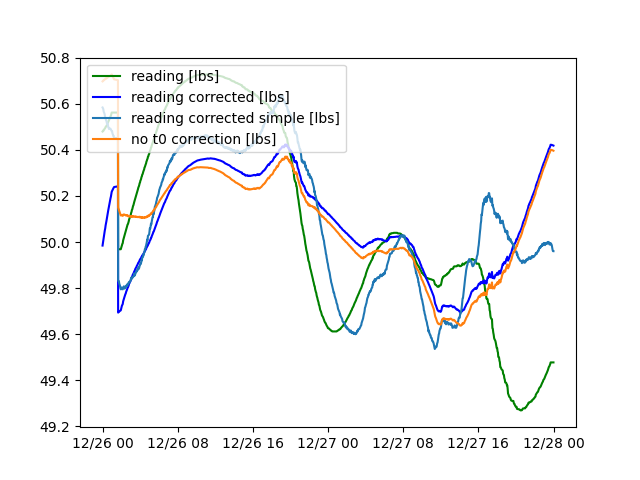 50.8
50.6
50.4
50.2
50.0
49.8
49.6
49.4
49.2
reading [lbs]
reading corrected [lbs]
reading corrected simple [lbs]
no t0 correction [lbs]
12/26 00 12/26 08 12/26 16 12/27 00 12/27 08 12/27 16 12/28 00